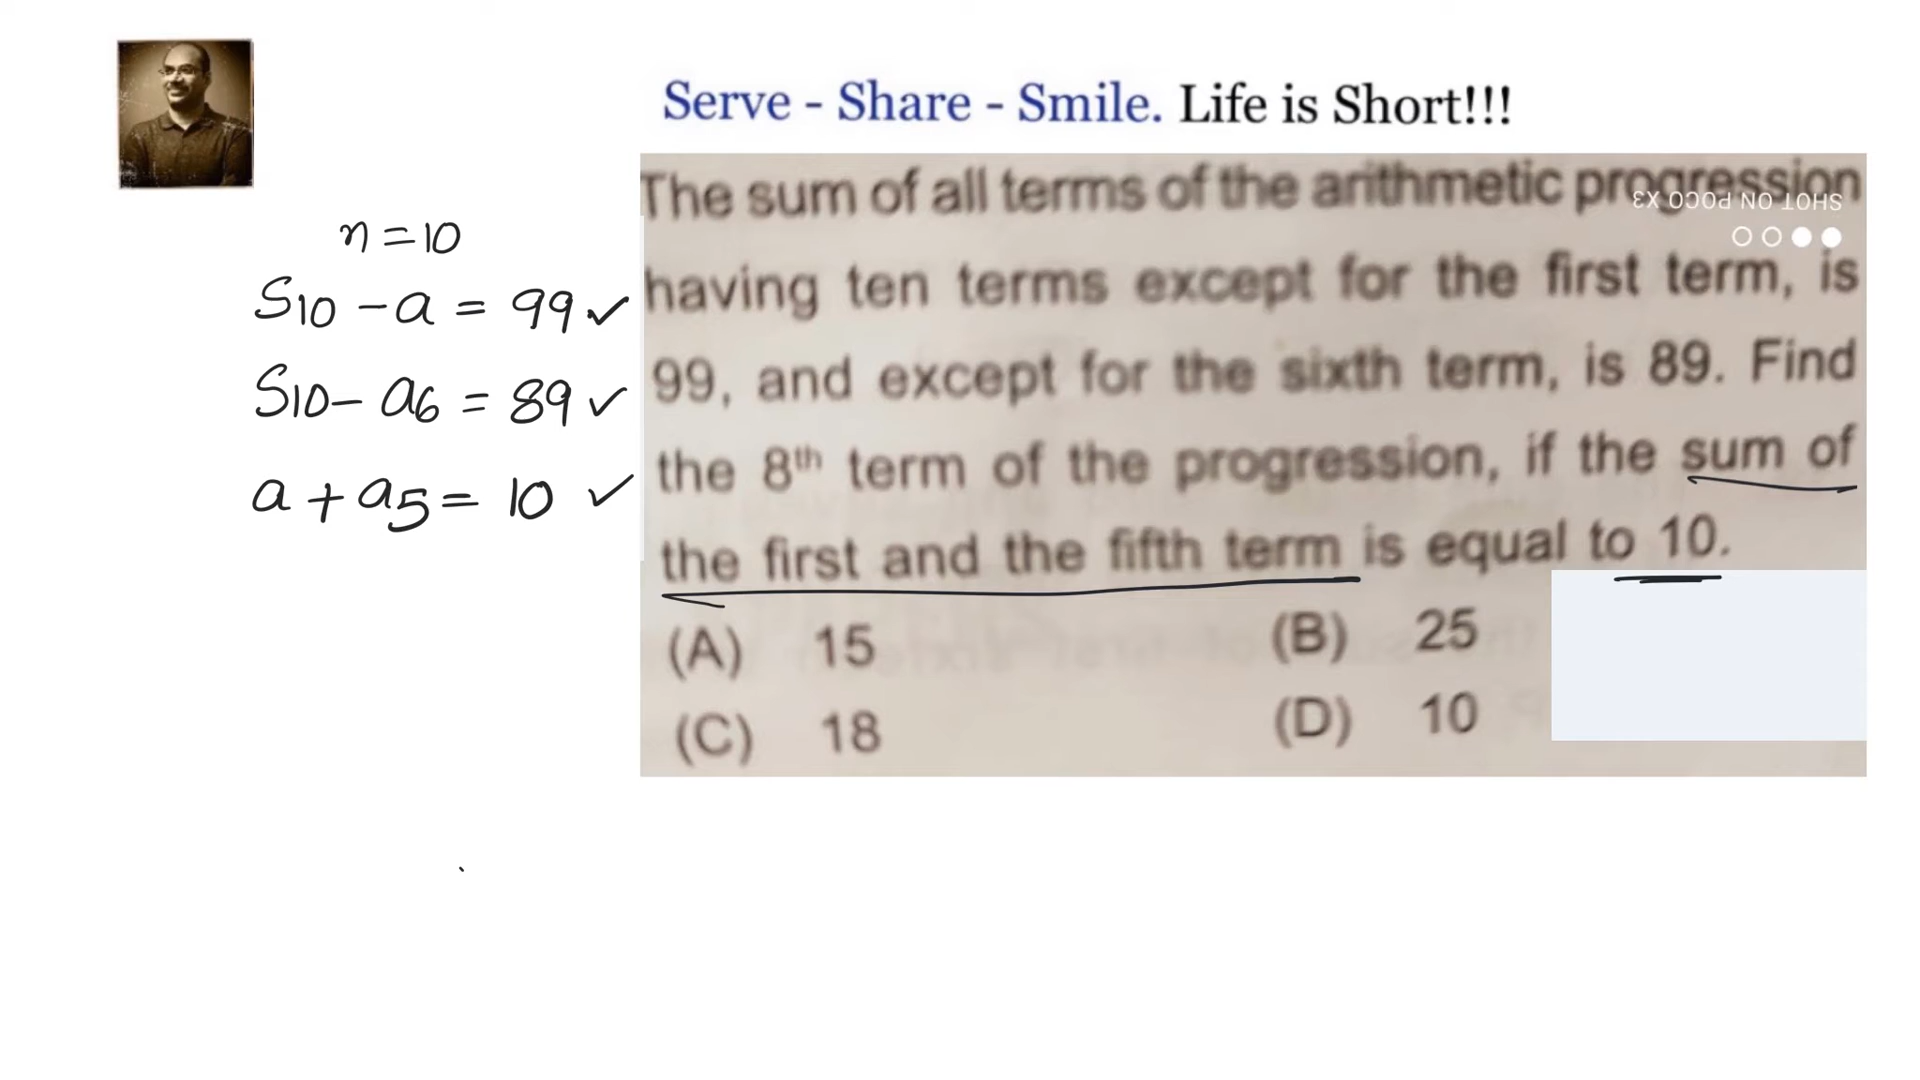 Serve - Share - Smile. Life is Short!!!
The sum of all terms of the arithmetic progression
SHOT ON POCO X3
having ten terms except for the first term, is
99, and except for the sixth term, is 89. Find
the 8th term of the progression, if the sum of
the first and the fifth term is equal to 10.
(A) 15 (B) 25
(C) 18 (D) 10
n = 10
S10 - a = 99 ✓
S10 - a6 = 89 ✓
a + a5 = 10 ✓